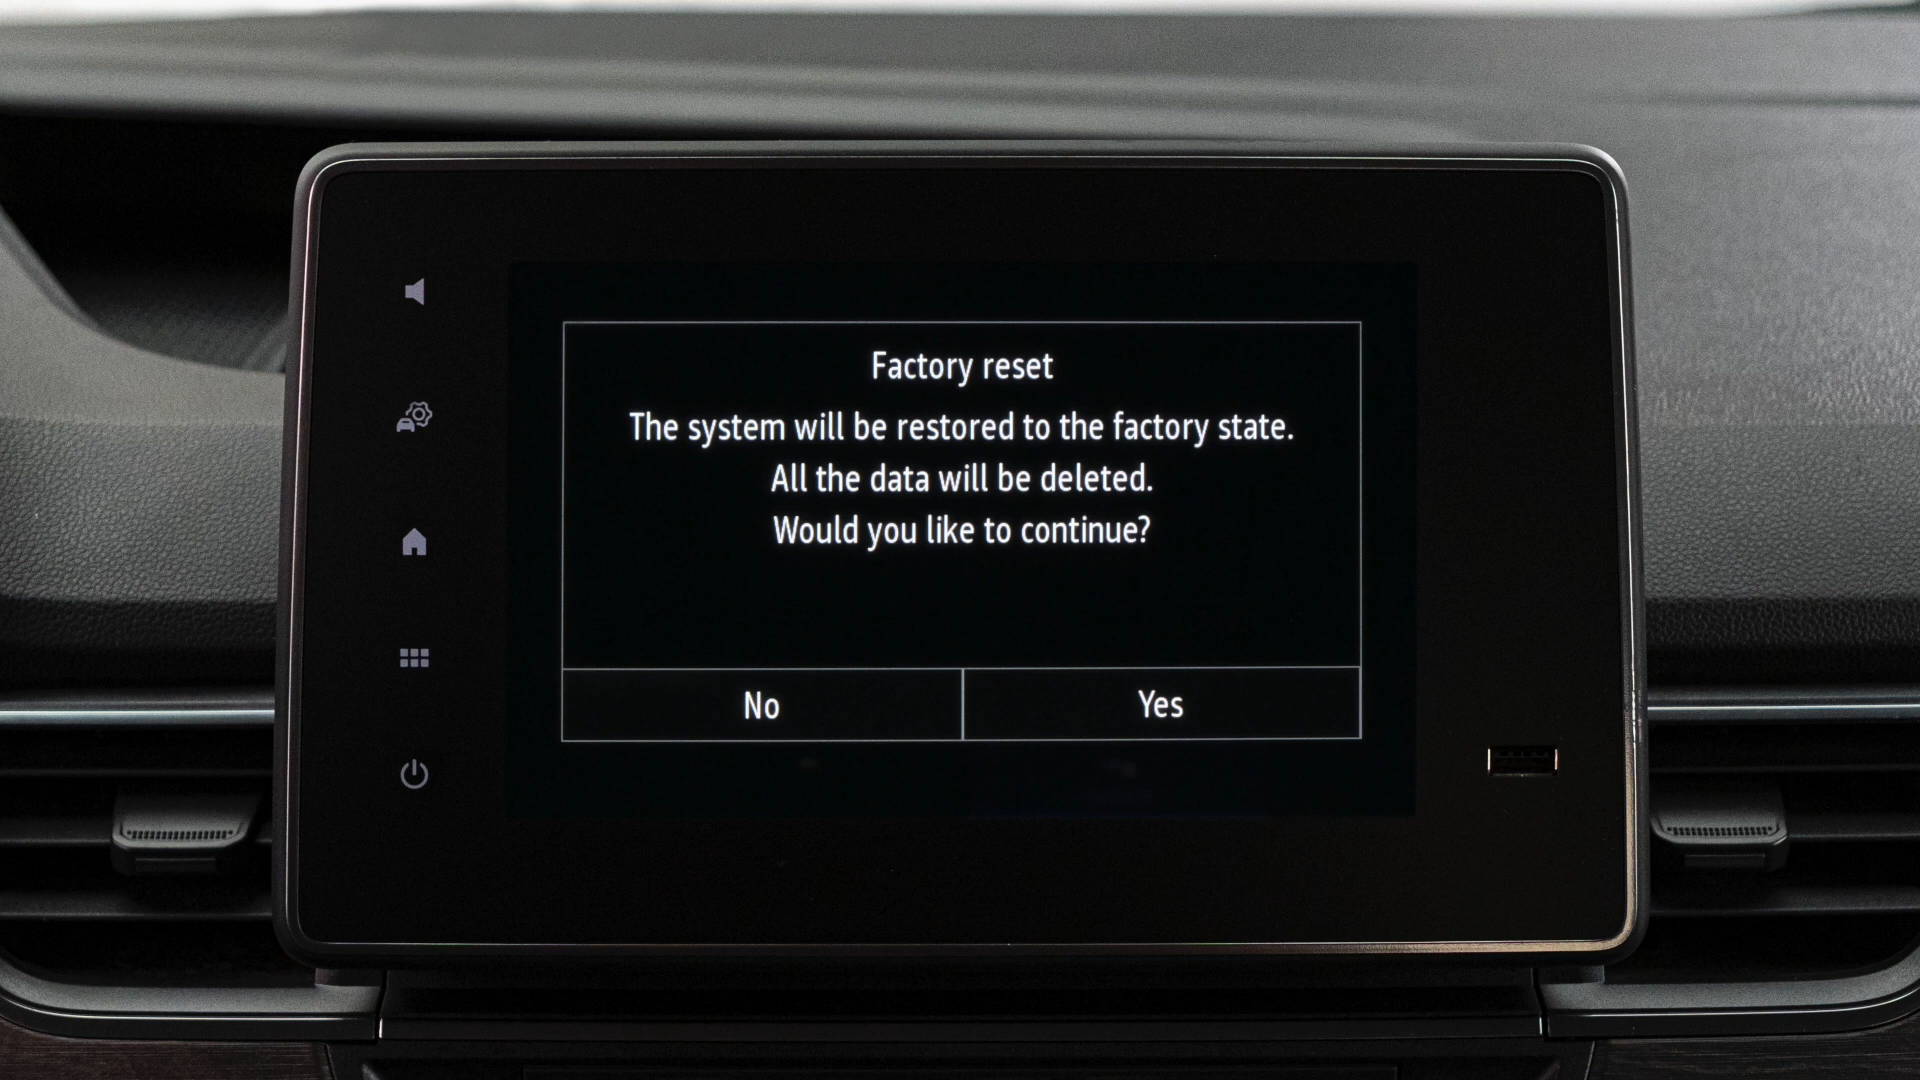 Factory reset
The system will be restored to the factory state.
All the data will be deleted.
Would you like to continue?
No
Yes